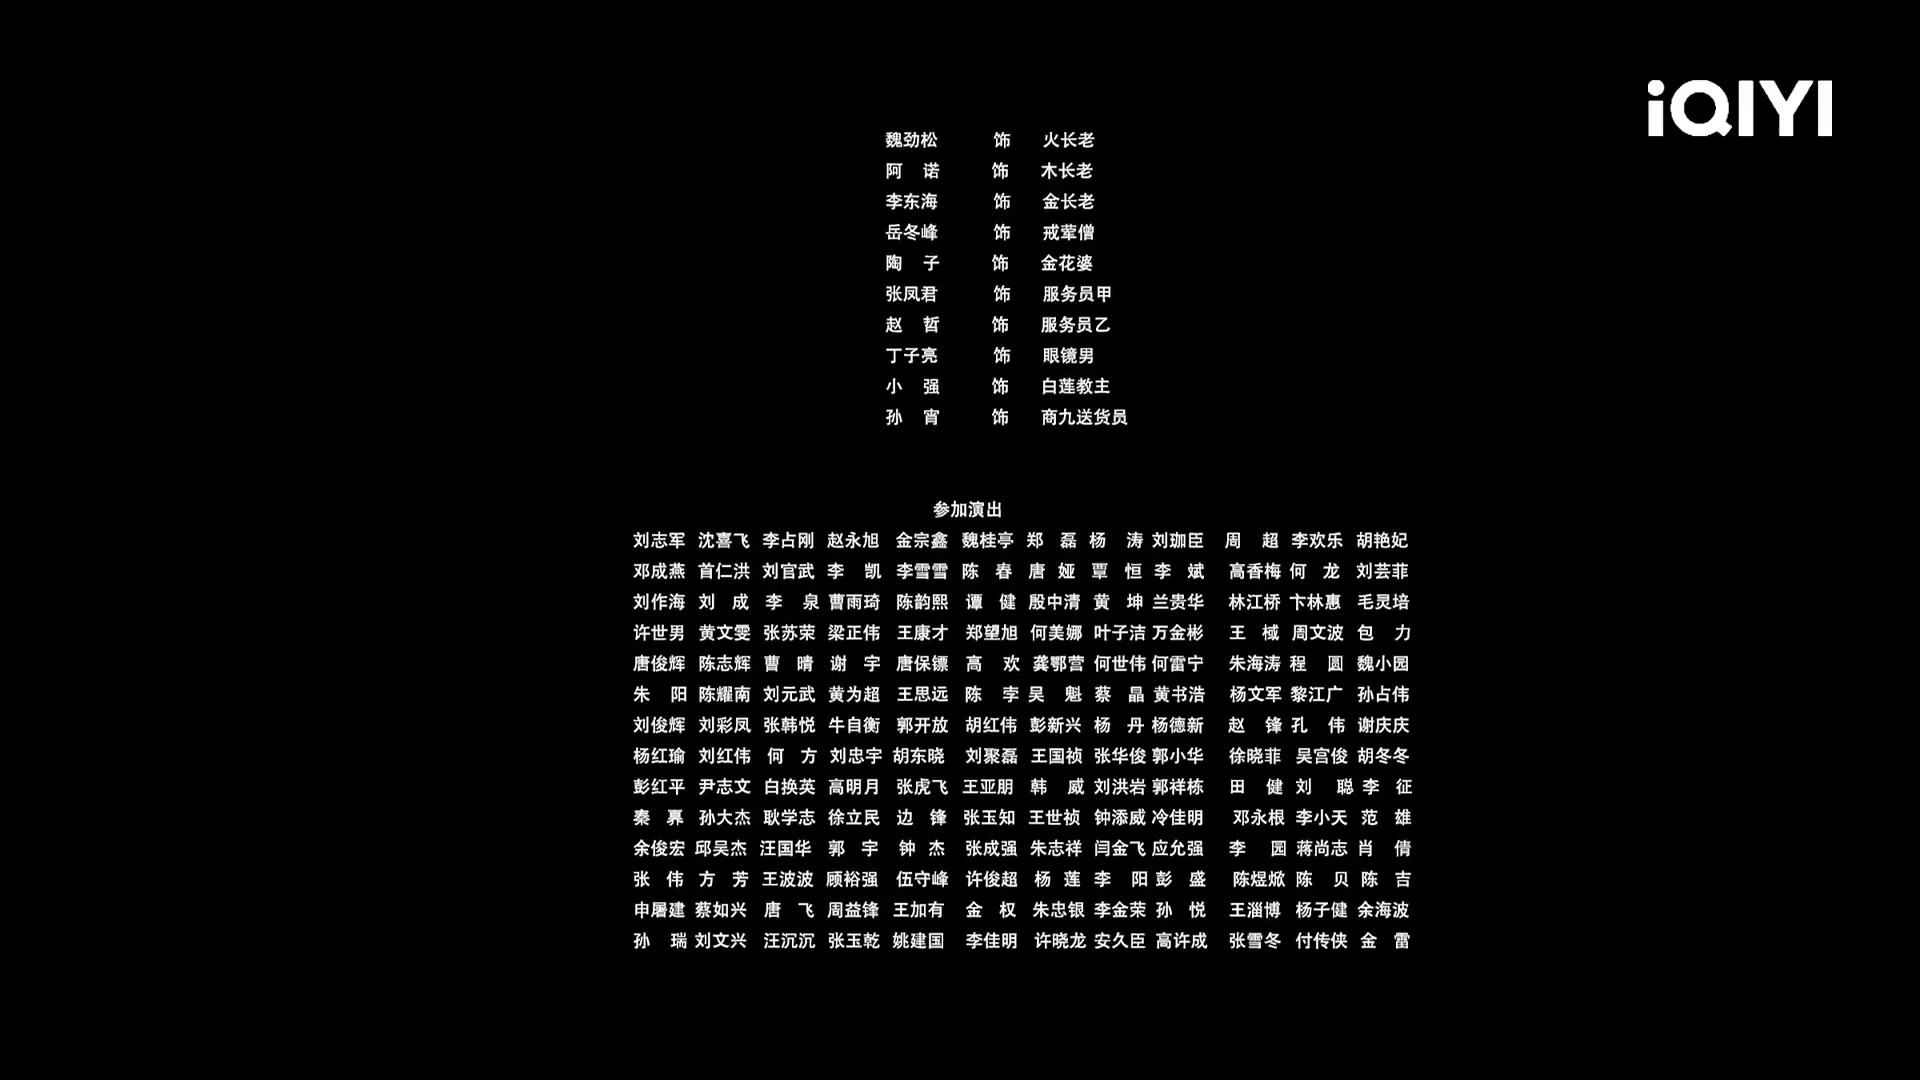 iQIYI
魏劲松 饰 火长老
阿 诺 饰 木长老
李东海 饰 金长老
岳冬峰 饰 戒荤僧
陶 子 饰 金花婆
张凤君 饰 服务员甲
赵 哲 饰 服务员乙
丁子亮 饰 眼镜男
小 强 饰 白莲教主
孙 宵 饰 商九送货员
参加演出
刘志军 沈喜飞 李占刚 赵永旭 金宗鑫 魏桂亭 郑 磊 杨 涛 刘珈臣 周 超 李欢乐 胡艳妃
邓成燕 首仁洪 刘官武 李 凯 李雪雪 陈 春 唐 娅 覃 恒 李 斌 高香梅 何 龙 刘芸菲
刘作海 刘 成 李 泉 曹雨琦 陈韵熙 谭 健 殷中清 黄 坤 兰贵华 林江桥 卞林惠 毛灵培
许世男 黄文雯 张苏荣 梁正伟 王康才 郑望旭 何美娜 叶子洁 万金彬 王 棫 周文波 包 力
唐俊辉 陈志辉 曹 晴 谢 宇 唐保镖 高 欢 龚鄂营 何世伟 何雷宁 朱海涛 程 圆 魏小园
朱 阳 陈耀南 刘元武 黄为超 王思远 陈 孛 吴 魁 蔡 晶 黄书浩 杨文军 黎江广 孙占伟
刘俊辉 刘彩凤 张韩悦 牛自衡 郭开放 胡红伟 彭新兴 杨 丹 杨德新 赵 锋 孔 伟 谢庆庆
杨红瑜 刘红伟 何 方 刘忠宇 胡东晓 刘聚磊 王国祯 张华俊 郭小华 徐晓菲 吴宫俊 胡冬冬
彭红平 尹志文 白换英 高明月 张虎飞 王亚朋 韩 威 刘洪岩 郭祥栋 田 健 刘 聪 李 征
秦 孙大杰 耿学志 徐立民 边 锋 张玉知 王世祯 钟添威 冷佳明 邓永根 李小天 范 雄
余俊宏 邱吴杰 汪国华 郭 宇 钟 杰 张成强 朱志祥 闫金飞 应允强 李 园 蒋尚志 肖 倩
张 伟 方 芳 王波波 顾裕强 伍守峰 许俊超 杨 莲 李 阳 彭 盛 陈煜焮 陈 贝 陈 吉
申屠建 蔡如兴 唐 飞 周益锋 王加有 金 权 朱忠银 李金荣 孙 悦 王淄博 杨子健 余海波
孙 瑞 刘文兴 汪沉沉 张玉乾 姚建国 李佳明 许晓龙 安久臣 高许成 张雪冬 付传侠 金 雷